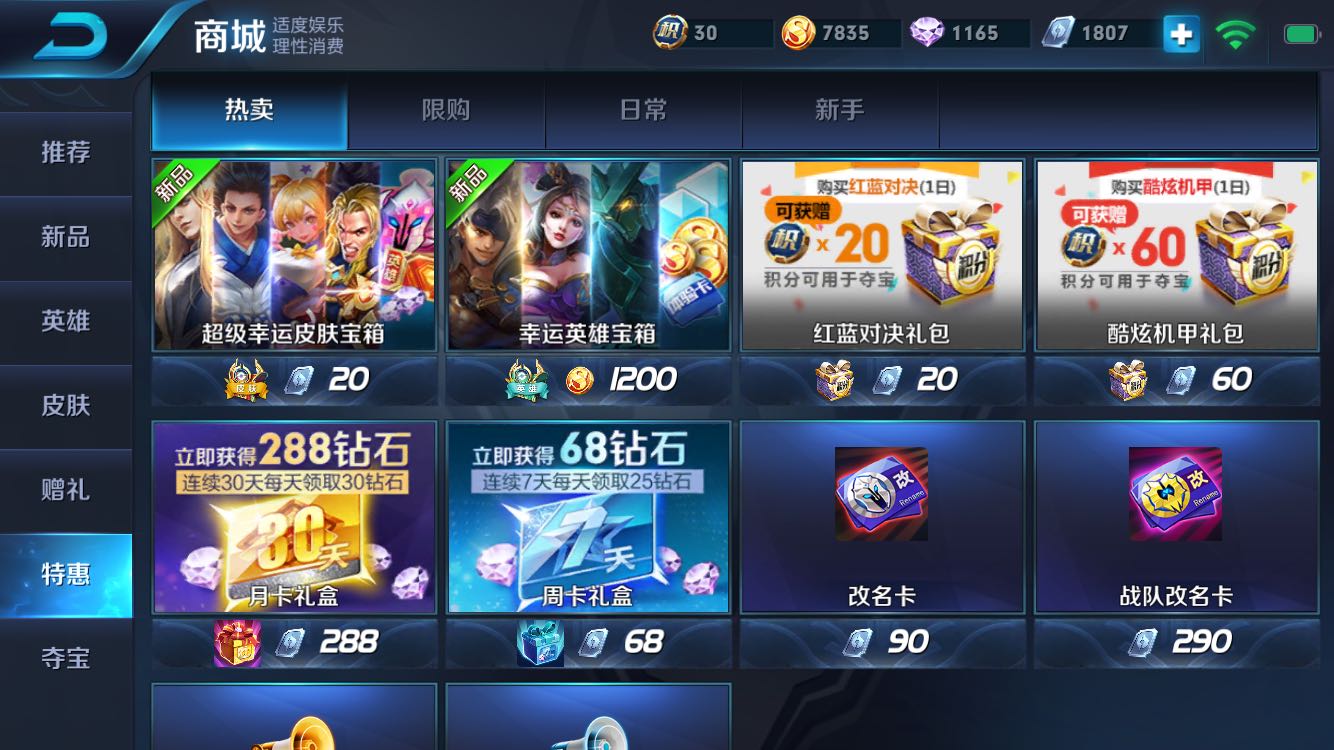 商城
适度娱乐
理性消费
积 30
7835
1165
1807
推荐
新品
英雄
皮肤
赠礼
特惠
夺宝
热卖
限购
日常
新手
新品
英雄
超级幸运皮肤宝箱
皮肤
20
新品
体验卡
幸运英雄宝箱
英雄
1200
购买红蓝对决(1日)
可获赠
积 x 20
积分可用于夺宝
积分
红蓝对决礼包
积分
20
购买酷炫机甲(1日)
可获赠
积 x 60
积分可用于夺宝
积分
酷炫机甲礼包
积分
60
立即获得288钻石
连续30天每天领取30钻石
30天
月卡礼盒
288
立即获得68钻石
连续7天每天领取25钻石
7天
周卡礼盒
68
改
Rename
改名卡
90
改
Rename
战队改名卡
290